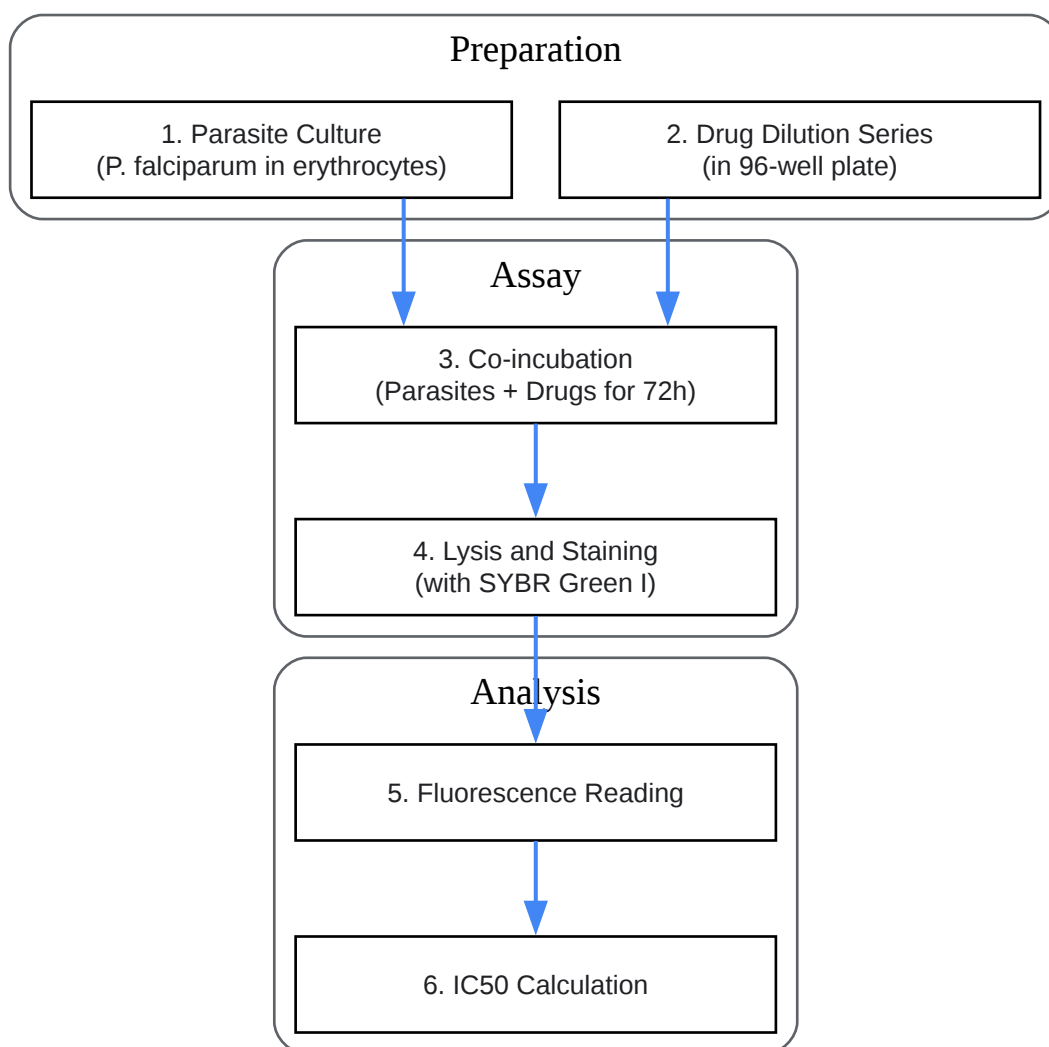 Preparation
1. Parasite Culture
(P. falciparum in erythrocytes)
2. Drug Dilution Series
(in 96-well plate)
Assay
3. Co-incubation
(Parasites + Drugs for 72h)
4. Lysis and Staining
(with SYBR Green I)
Analysis
5. Fluorescence Reading
6. IC50 Calculation